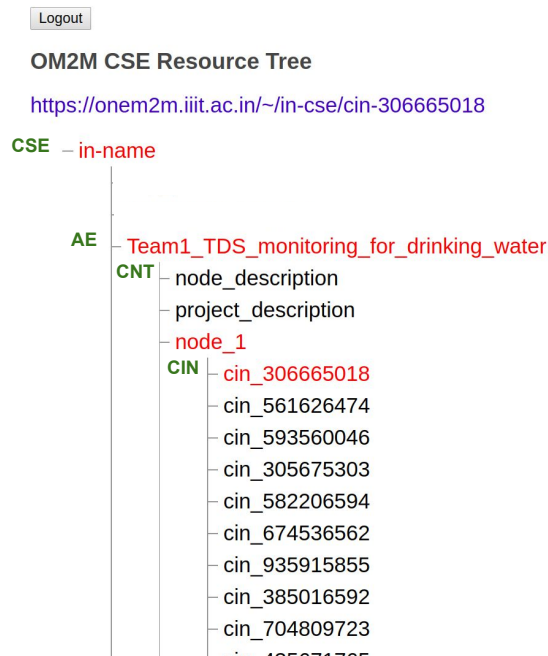 Logout
OM2M CSE Resource Tree
https://onem2m.iiit.ac.in/~/in-cse/cin-306665018
CSE in-name
AE Team1_TDS_monitoring_for_drinking_water
CNT node_description
project_description
node_1
CIN cin_306665018
cin_561626474
cin_593560046
cin_305675303
cin_582206594
cin_674536562
cin_935915855
cin_385016592
cin_704809723